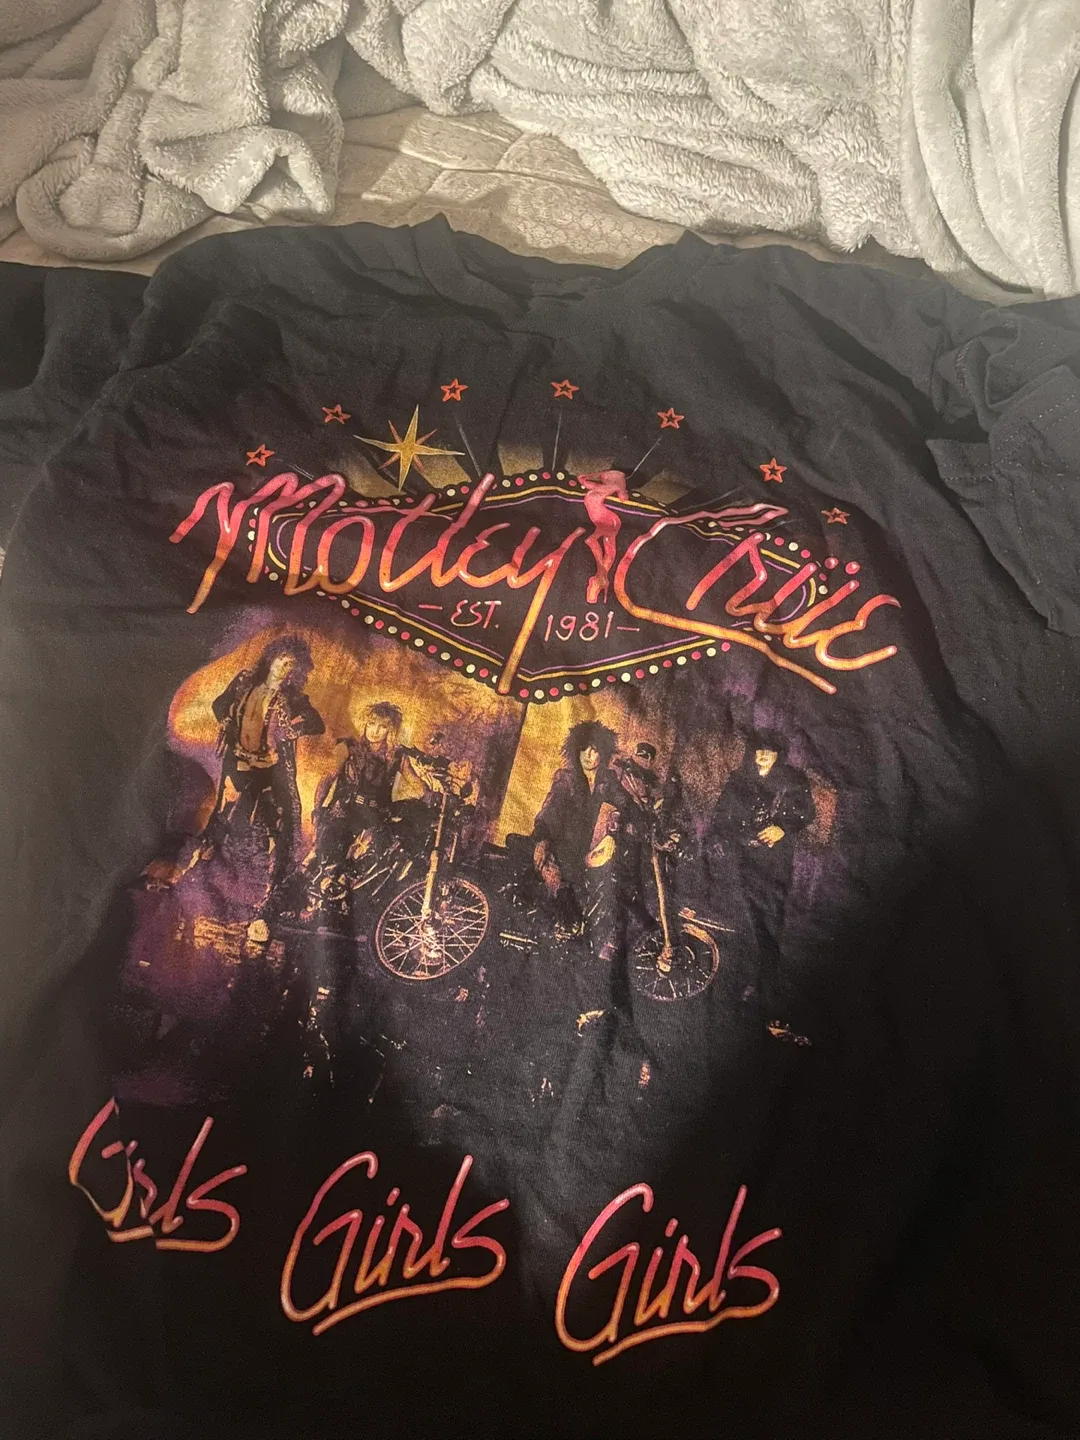 Mötley Crüe
- EST. 1981 -
Girls Girls Girls